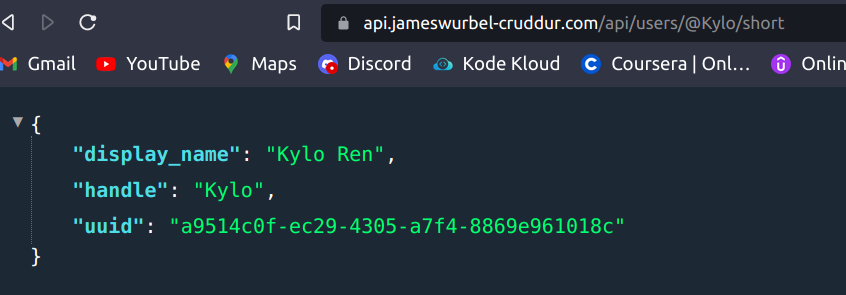 api.jameswurbel-cruddur.com/api/users/@Kylo/short
Gmail YouTube Maps Discord Kode Kloud Coursera | Onl... Onlin
{
"display_name": "Kylo Ren",
"handle": "Kylo",
"uuid": "a9514c0f-ec29-4305-a7f4-8869e961018c"
}